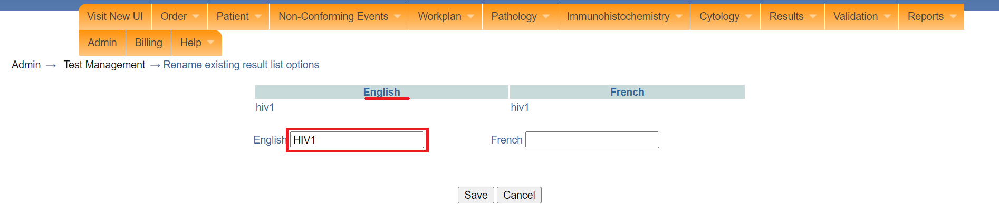 Visit New UI Order Patient Non-Conforming Events Workplan Pathology Immunohistochemistry Cytology Results Validation Reports
Admin Billing Help
Admin → Test Management → Rename existing result list options
English French
hiv1 hiv1
English HIV1 French
Save Cancel